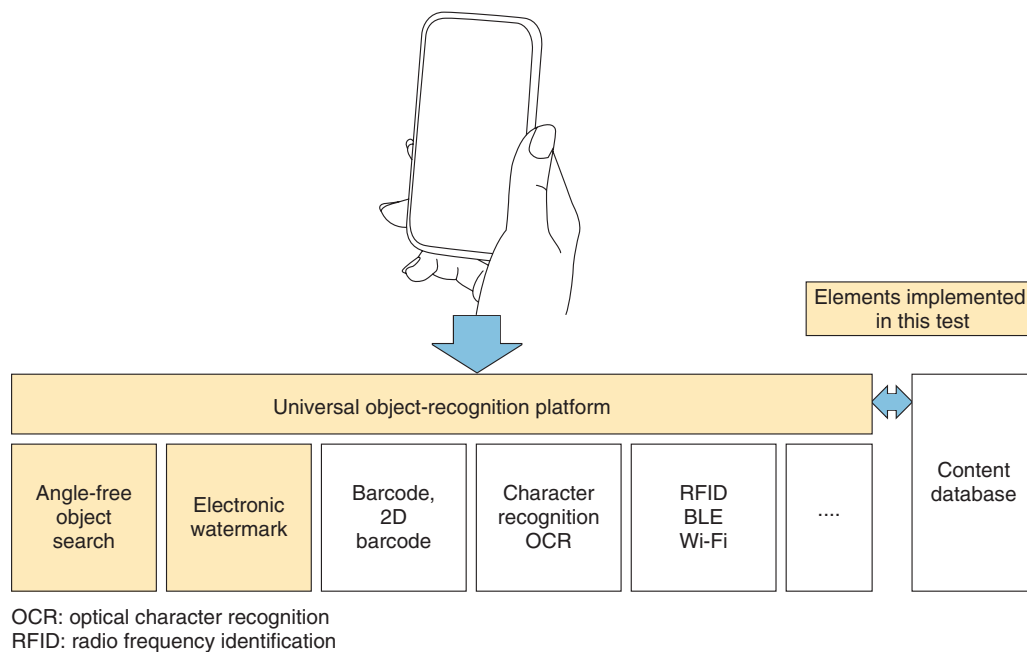 Elements implemented
in this test
Universal object-recognition platform
Angle-free
object
search
Electronic
watermark
Barcode,
2D
barcode
Character
recognition
OCR
RFID
BLE
Wi-Fi
....
Content
database
OCR: optical character recognition
RFID: radio frequency identification